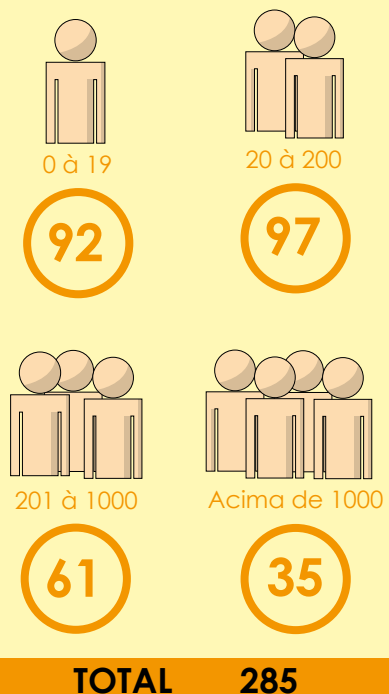 0 à 19
20 à 200
92
97
201 à 1000
Acima de 1000
61
35
TOTAL 285